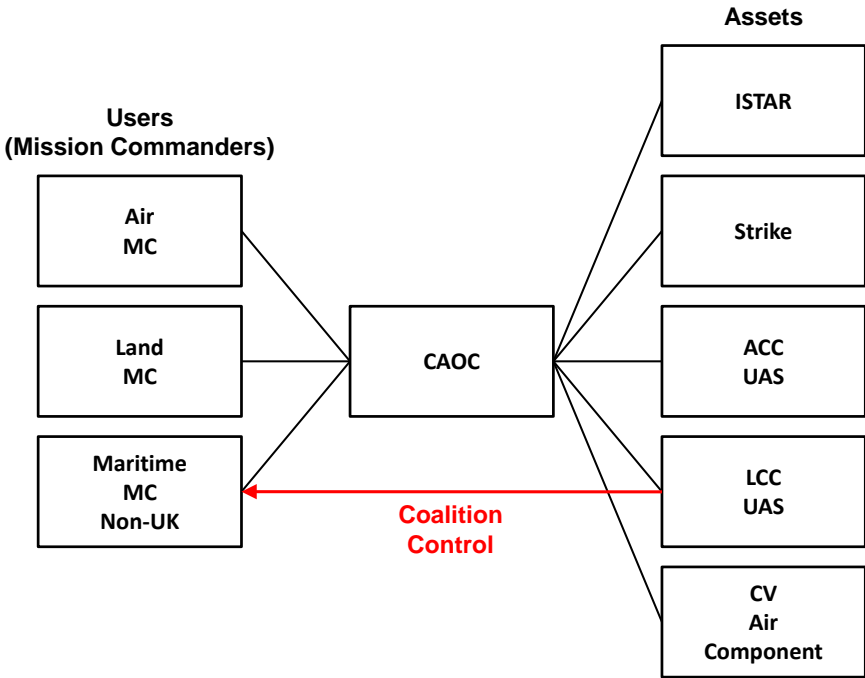 Assets
ISTAR
Users
(Mission Commanders)
Air
MC
Strike
Land
MC
CAOC
ACC
UAS
Maritime
MC
Non-UK
LCC
UAS
Coalition
Control
CV
Air
Component